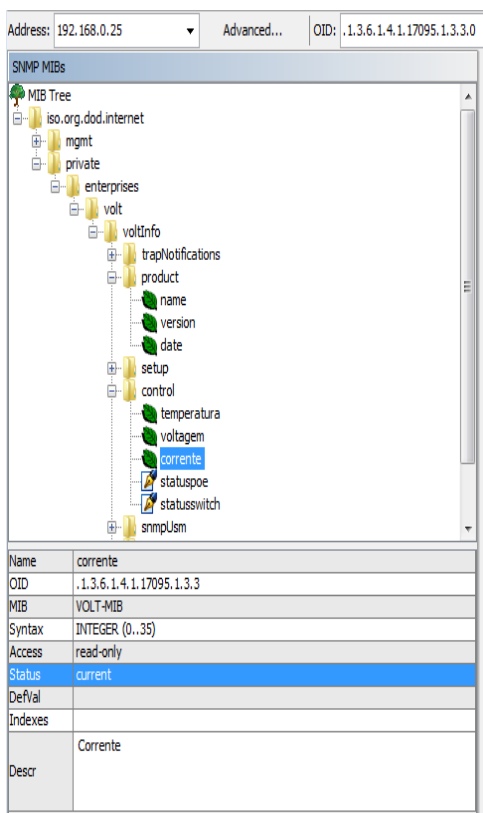 Address: 192.168.0.25 Advanced... OID: .1.3.6.1.4.1.17095.1.3.3.0
SNMP MIBs
MIB Tree
iso.org.dod.internet
mgmt
private
enterprises
volt
voltInfo
trapNotifications
product
name
version
date
setup
control
temperatura
voltagem
corrente
statuspoe
statusswitch
snmpUsm
Name corrente
OID .1.3.6.1.4.1.17095.1.3.3
MIB VOLT-MIB
Syntax INTEGER (0..35)
Access read-only
Status current
DefVal
Indexes
Descr Corrente